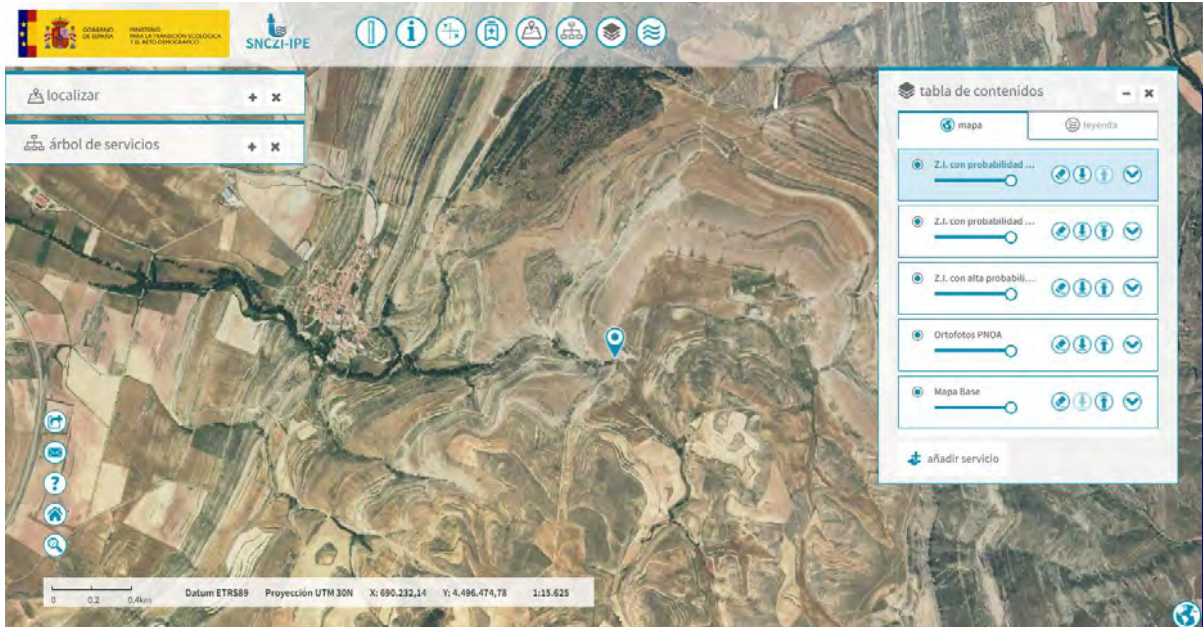 GOBIERNO
DE ESPAÑA
MINISTERIO
PARA LA TRANSICIÓN ECOLÓGICA
Y EL RETO DEMOGRÁFICO
SNCZI-IPE
localizar
árbol de servicios
tabla de contenidos
mapa
leyenda
Z.I. con probabilidad ...
Z.I. con probabilidad ...
Z.I. con alta probabili...
Ortofotos PNOA
Mapa Base
añadir servicio
0 0.2 0.4km
Datum ETRS89 Proyección UTM 30N X: 690.232,14 Y: 4.496.474,78 1:15.625